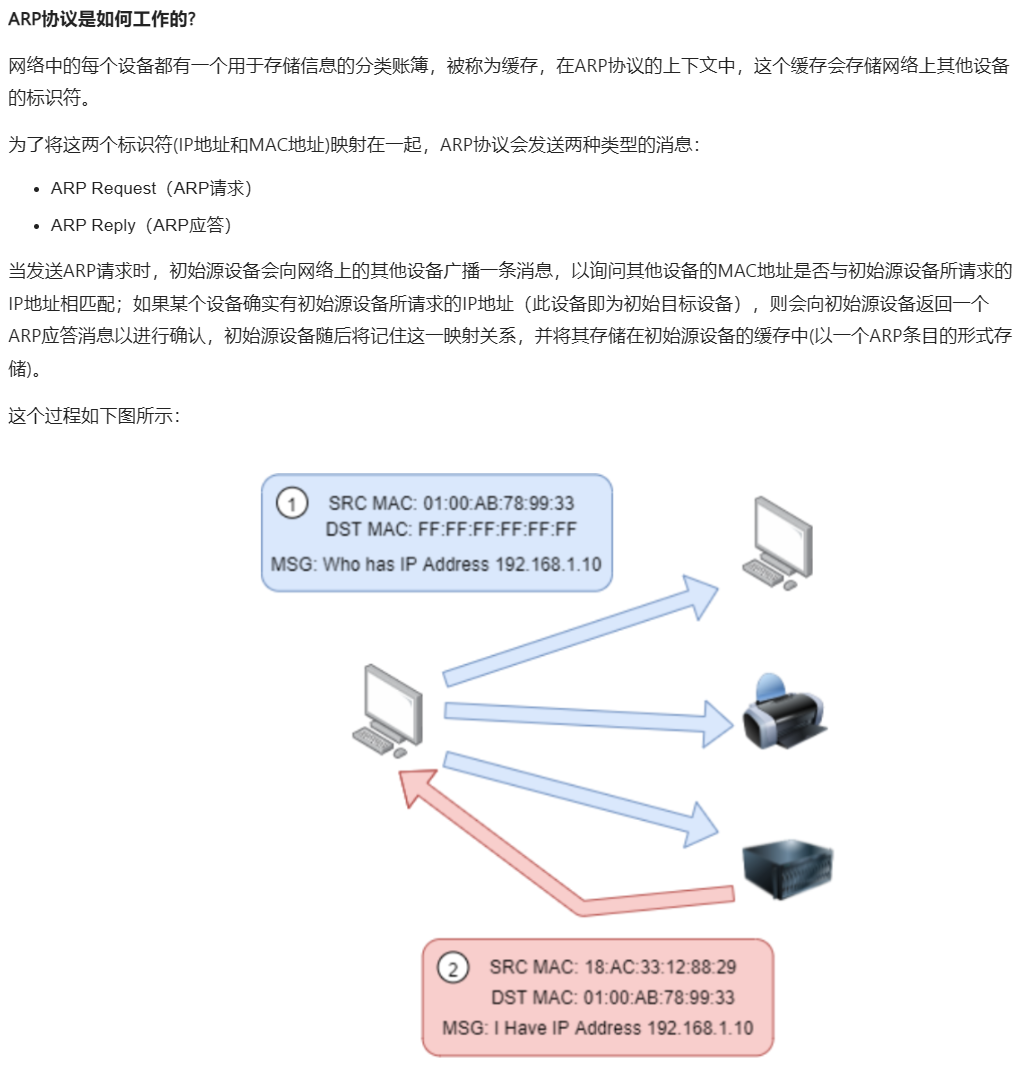 ARP协议是如何工作的?
网络中的每个设备都有一个用于存储信息的分类账簿，被称为缓存，在ARP协议的上下文中，这个缓存会存储网络上其他设备
的标识符。
为了将这两个标识符(IP地址和MAC地址)映射在一起，ARP协议会发送两种类型的消息：
• ARP Request（ARP请求）
• ARP Reply（ARP应答）
当发送ARP请求时，初始源设备会向网络上的其他设备广播一条消息，以询问其他设备的MAC地址是否与初始源设备所请求的
IP地址相匹配；如果某个设备确实有初始源设备所请求的IP地址（此设备即为初始目标设备），则会向初始源设备返回一个
ARP应答消息以进行确认，初始源设备随后将记住这一映射关系，并将其存储在初始源设备的缓存中(以一个ARP条目的形式存
储)。
这个过程如下图所示：
1 SRC MAC: 01:00:AB:78:99:33
DST MAC: FF:FF:FF:FF:FF:FF
MSG: Who has IP Address 192.168.1.10
2 SRC MAC: 18:AC:33:12:88:29
DST MAC: 01:00:AB:78:99:33
MSG: I Have IP Address 192.168.1.10